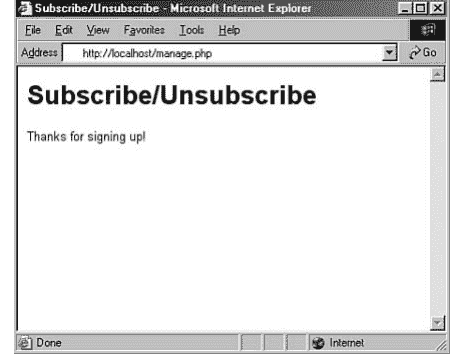 Subscribe/Unsubscribe - Microsoft Internet Explorer
File Edit View Favorites Tools Help
Address http://localhost/manage.php Go
Subscribe/Unsubscribe
Thanks for signing up!
Done Internet